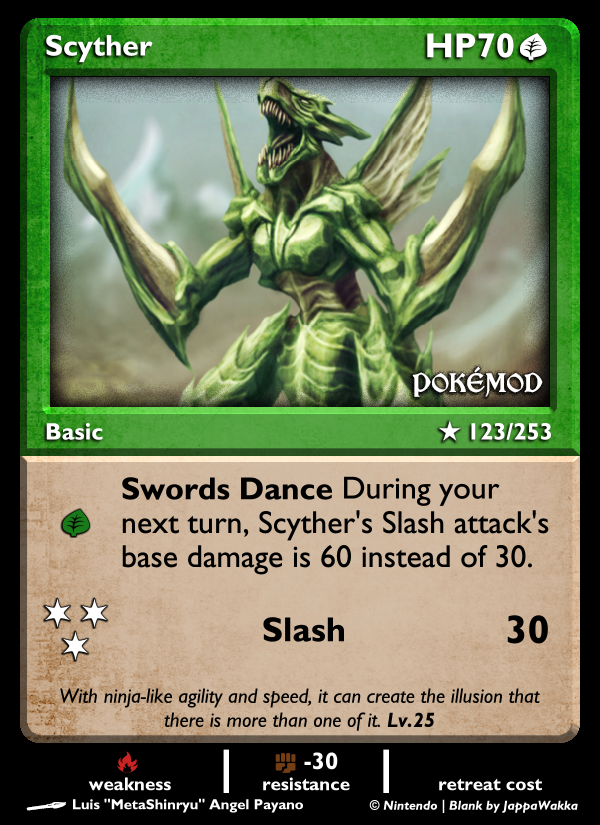 Scyther HP70
POKÉMOD
Basic ★ 123/253
Swords Dance During your
next turn, Scyther's Slash attack's
base damage is 60 instead of 30.
Slash 30
With ninja-like agility and speed, it can create the illusion that
there is more than one of it. Lv.25
-30
weakness resistance retreat cost
Luis "MetaShinryu" Angel Payano © Nintendo | Blank by JappaWakka